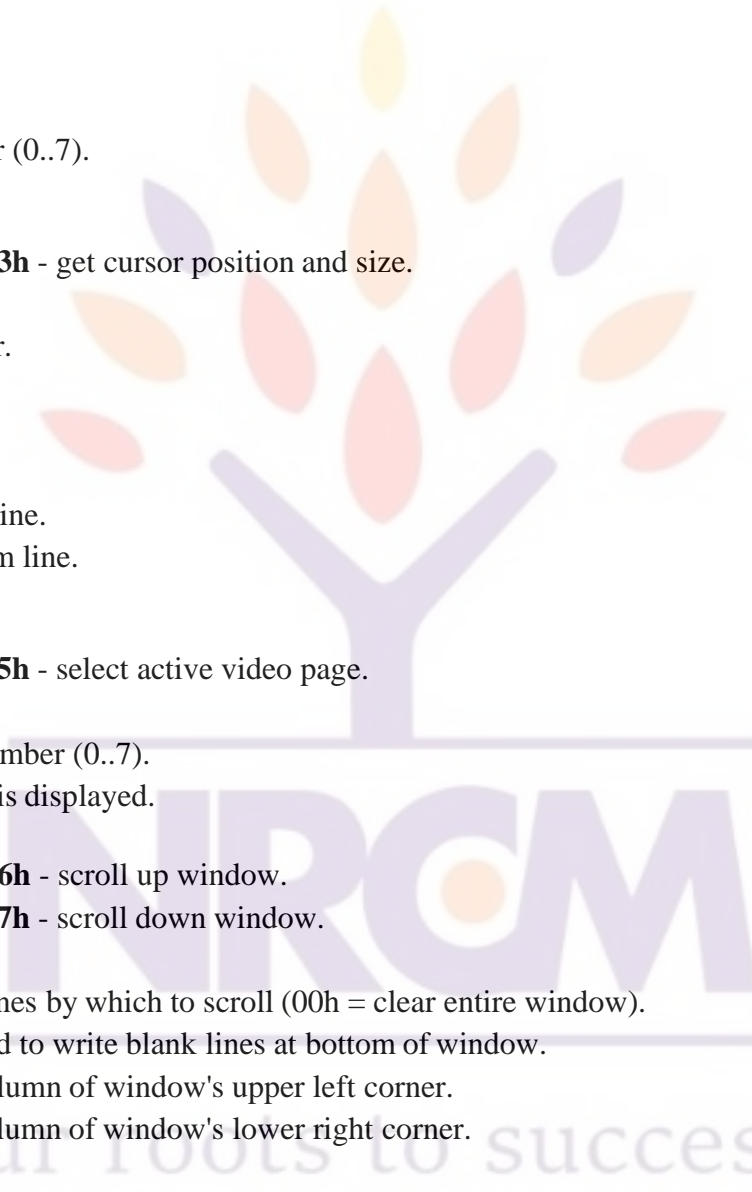 r (0..7).
3h - get cursor position and size.
r.
ine.
m line.
5h - select active video page.
mber (0..7).
is displayed.
NRCM
6h - scroll up window.
7h - scroll down window.
nes by which to scroll (00h = clear entire window).
d to write blank lines at bottom of window.
lumn of window's upper left corner.
lumn of window's lower right corner.
ur roots to succes